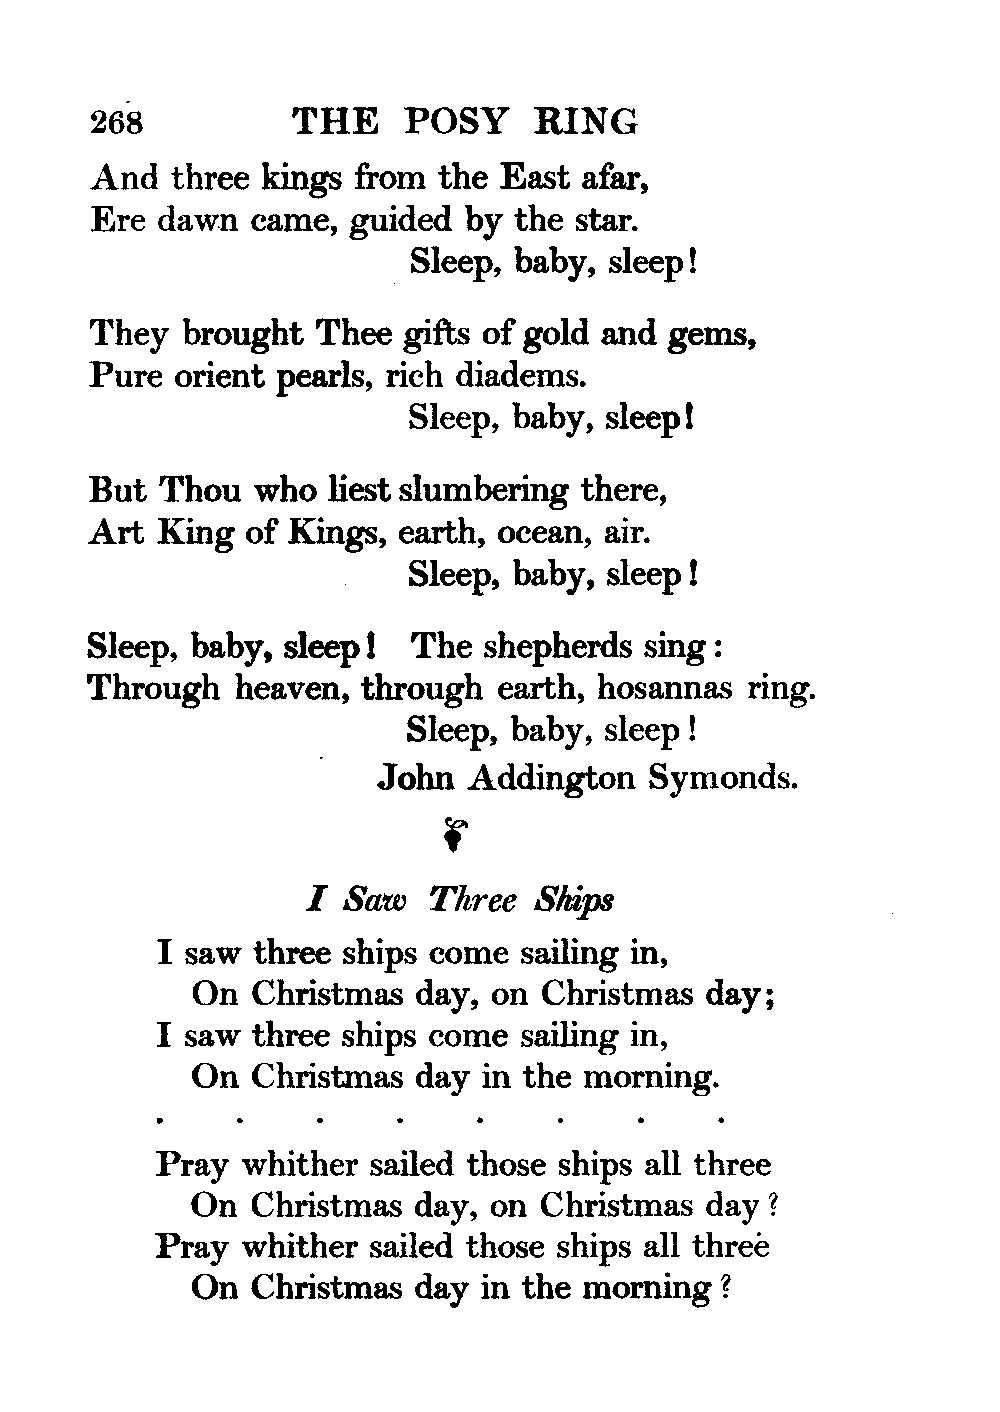 268 THE POSY RING
And three kings from the East afar,
Ere dawn came, guided by the star.
Sleep, baby, sleep!
They brought Thee gifts of gold and gems,
Pure orient pearls, rich diadems.
Sleep, baby, sleep!
But Thou who liest slumbering there,
Art King of Kings, earth, ocean, air.
Sleep, baby, sleep!
Sleep, baby, sleep! The shepherds sing:
Through heaven, through earth, hosannas ring.
Sleep, baby, sleep!
John Addington Symonds.
I Saw Three Ships
I saw three ships come sailing in,
On Christmas day, on Christmas day;
I saw three ships come sailing in,
On Christmas day in the morning.
. . . . . . . .
Pray whither sailed those ships all three
On Christmas day, on Christmas day?
Pray whither sailed those ships all three
On Christmas day in the morning?